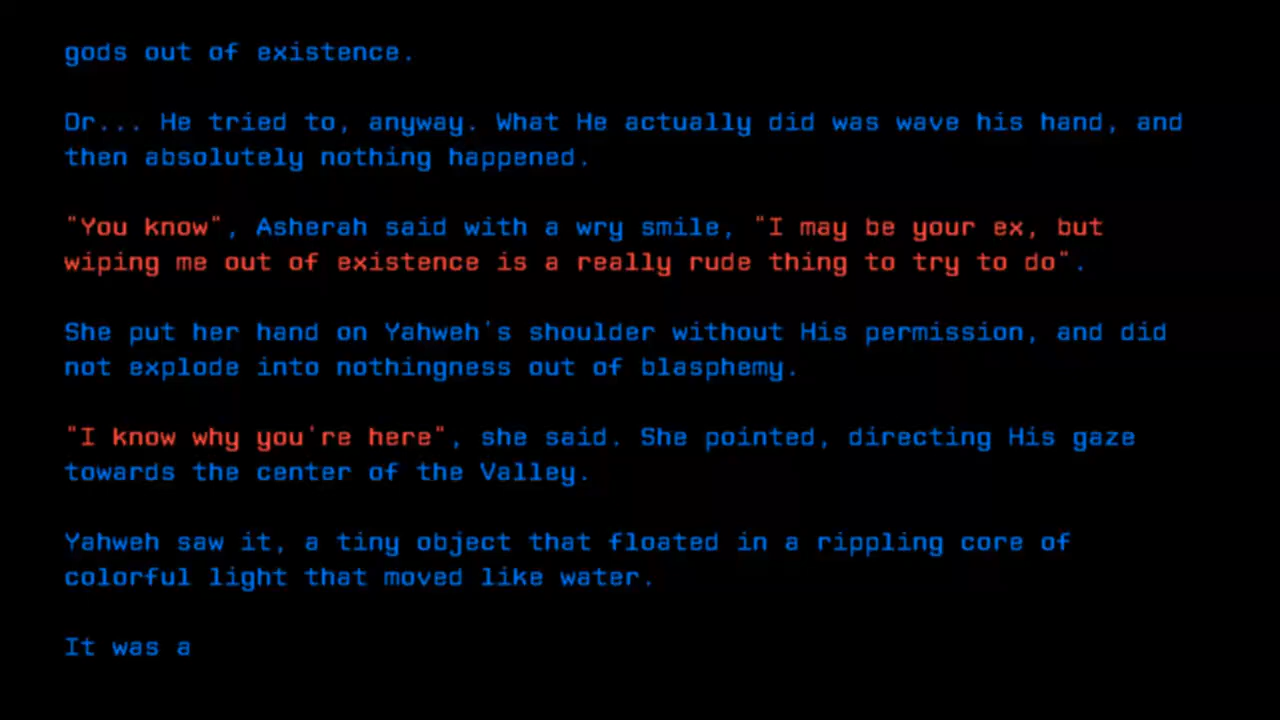 gods out of existence.
Or... He tried to, anyway. What He actually did was wave his hand, and
then absolutely nothing happened.
"You know", Asherah said with a wry smile, "I may be your ex, but
wiping me out of existence is a really rude thing to try to do".
She put her hand on Yahweh's shoulder without His permission, and did
not explode into nothingness out of blasphemy.
"I know why you're here", she said. She pointed, directing His gaze
towards the center of the Valley.
Yahweh saw it, a tiny object that floated in a rippling core of
colorful light that moved like water.
It was a